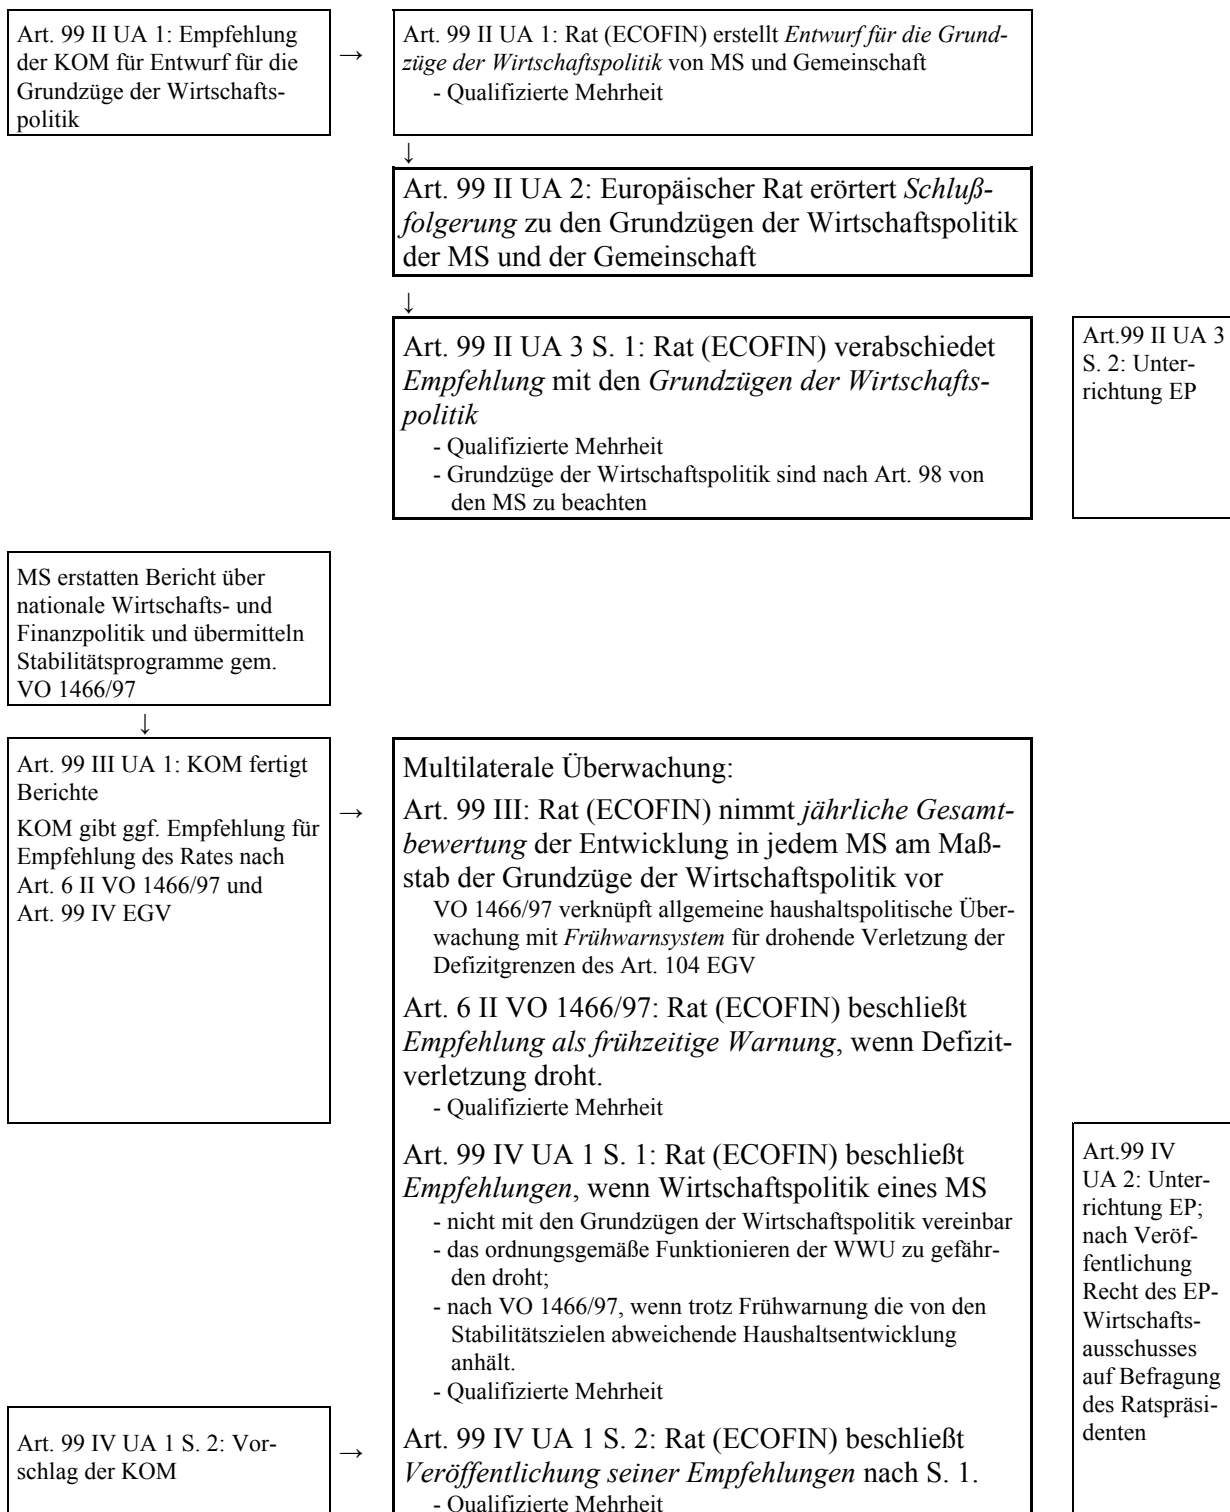 Art. 99 II UA 1: Empfehlung
der KOM für Entwurf für die
Grundzüge der Wirtschafts-
politik
→
Art. 99 II UA 1: Rat (ECOFIN) erstellt Entwurf für die Grund-
züge der Wirtschaftspolitik von MS und Gemeinschaft
- Qualifizierte Mehrheit
↓
Art. 99 II UA 2: Europäischer Rat erörtert Schluß-
folgerung zu den Grundzügen der Wirtschaftspolitik
der MS und der Gemeinschaft
↓
Art. 99 II UA 3 S. 1: Rat (ECOFIN) verabschiedet
Empfehlung mit den Grundzügen der Wirtschafts-
politik
- Qualifizierte Mehrheit
- Grundzüge der Wirtschaftspolitik sind nach Art. 98 von
den MS zu beachten
Art.99 II UA 3
S. 2: Unter-
richtung EP
MS erstatten Bericht über
nationale Wirtschafts- und
Finanzpolitik und übermitteln
Stabilitätsprogramme gem.
VO 1466/97
↓
Art. 99 III UA 1: KOM fertigt
Berichte
KOM gibt ggf. Empfehlung für
Empfehlung des Rates nach
Art. 6 II VO 1466/97 und
Art. 99 IV EGV
→
Multilaterale Überwachung:
Art. 99 III: Rat (ECOFIN) nimmt jährliche Gesamt-
bewertung der Entwicklung in jedem MS am Maß-
stab der Grundzüge der Wirtschaftspolitik vor
VO 1466/97 verknüpft allgemeine haushaltspolitische Über-
wachung mit Frühwarnsystem für drohende Verletzung der
Defizitgrenzen des Art. 104 EGV
Art. 6 II VO 1466/97: Rat (ECOFIN) beschließt
Empfehlung als frühzeitige Warnung, wenn Defizit-
verletzung droht.
- Qualifizierte Mehrheit
Art. 99 IV UA 1 S. 1: Rat (ECOFIN) beschließt
Empfehlungen, wenn Wirtschaftspolitik eines MS
- nicht mit den Grundzügen der Wirtschaftspolitik vereinbar
- das ordnungsgemäße Funktionieren der WWU zu gefähr-
den droht;
- nach VO 1466/97, wenn trotz Frühwarnung die von den
Stabilitätszielen abweichende Haushaltsentwicklung
anhält.
- Qualifizierte Mehrheit
Art.99 IV
UA 2: Unter-
richtung EP;
nach Veröf-
fentlichung
Recht des EP-
Wirtschafts-
ausschusses
auf Befragung
des Ratspräsi-
denten
Art. 99 IV UA 1 S. 2: Vor-
schlag der KOM
→
Art. 99 IV UA 1 S. 2: Rat (ECOFIN) beschließt
Veröffentlichung seiner Empfehlungen nach S. 1.
- Qualifizierte Mehrheit